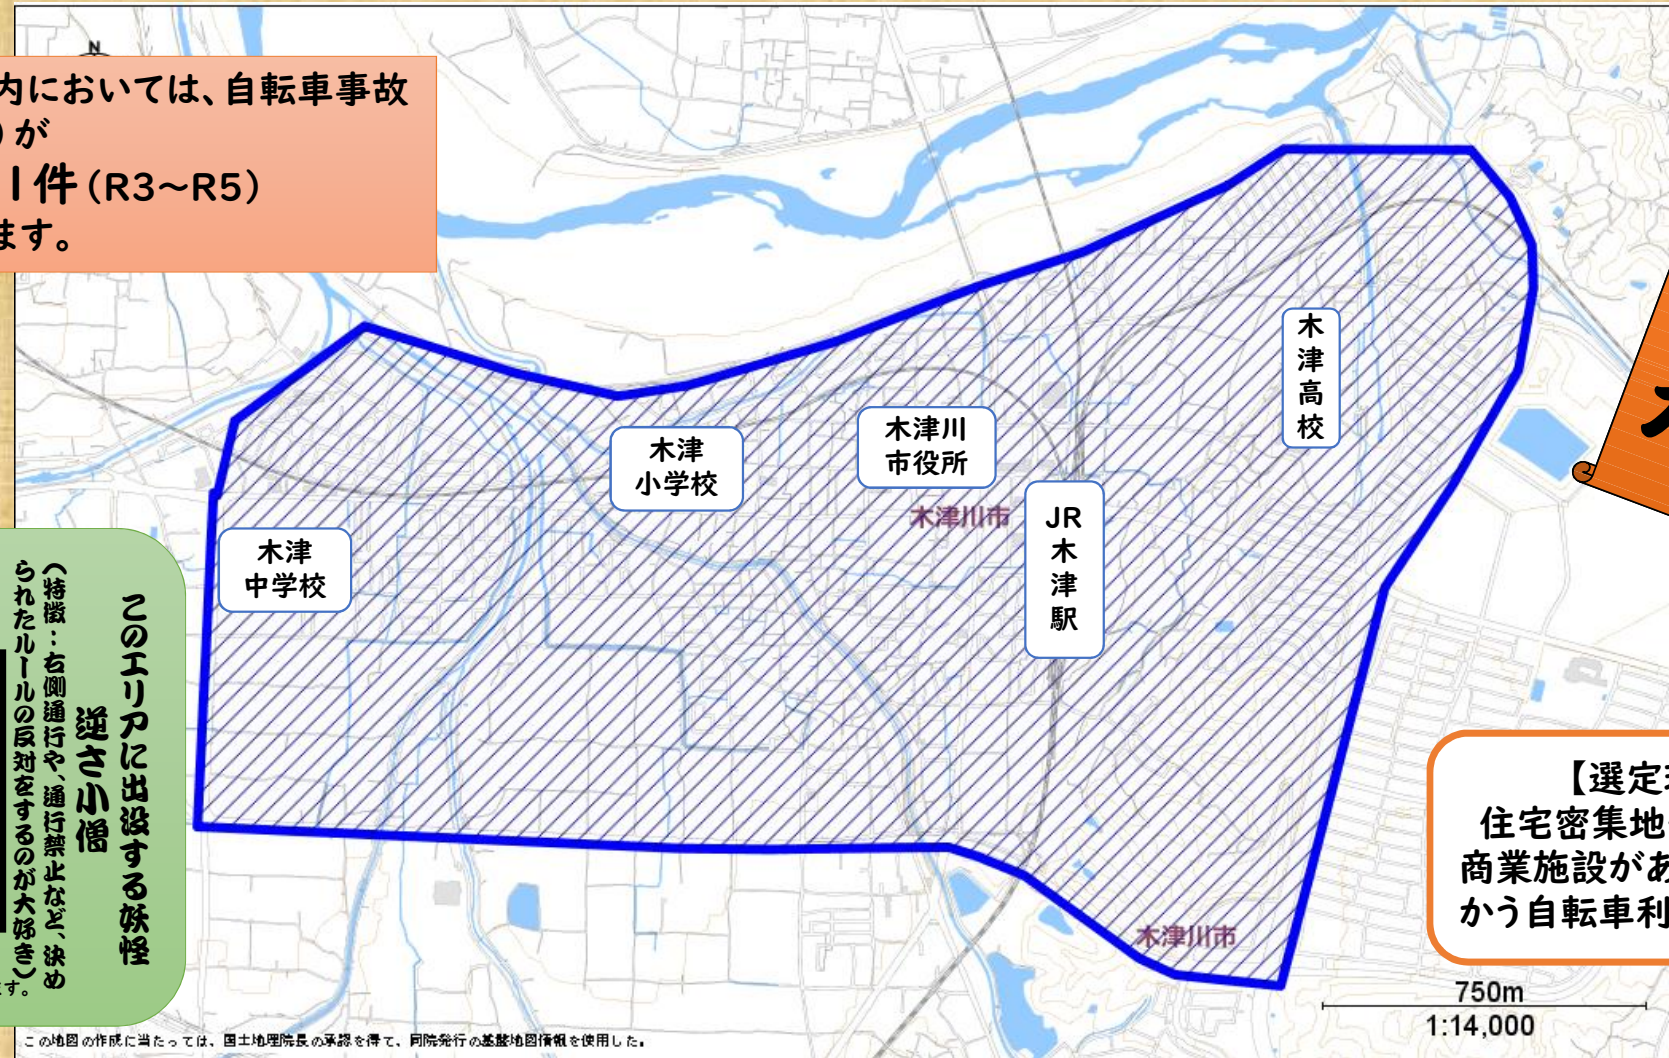 N
内においては、自転車事故
)が
1件(R3~R5)
ます。
木津
中学校
木津
小学校
木津川
市役所
木津川市
JR
木
津
駅
木
津
高
校
このエリアに出没する妖怪
逆さ小僧
(特徴:右側通行や、通行禁止など、決め
られたルールの反対をするのが大好き)
す。
【選定
住宅密集地
商業施設があ
かう自転車利
木津川市
750m
1:14,000
この地図の作成に当たっては、国土地理院長の承認を得て、同院発行の基盤地図情報を使用した。